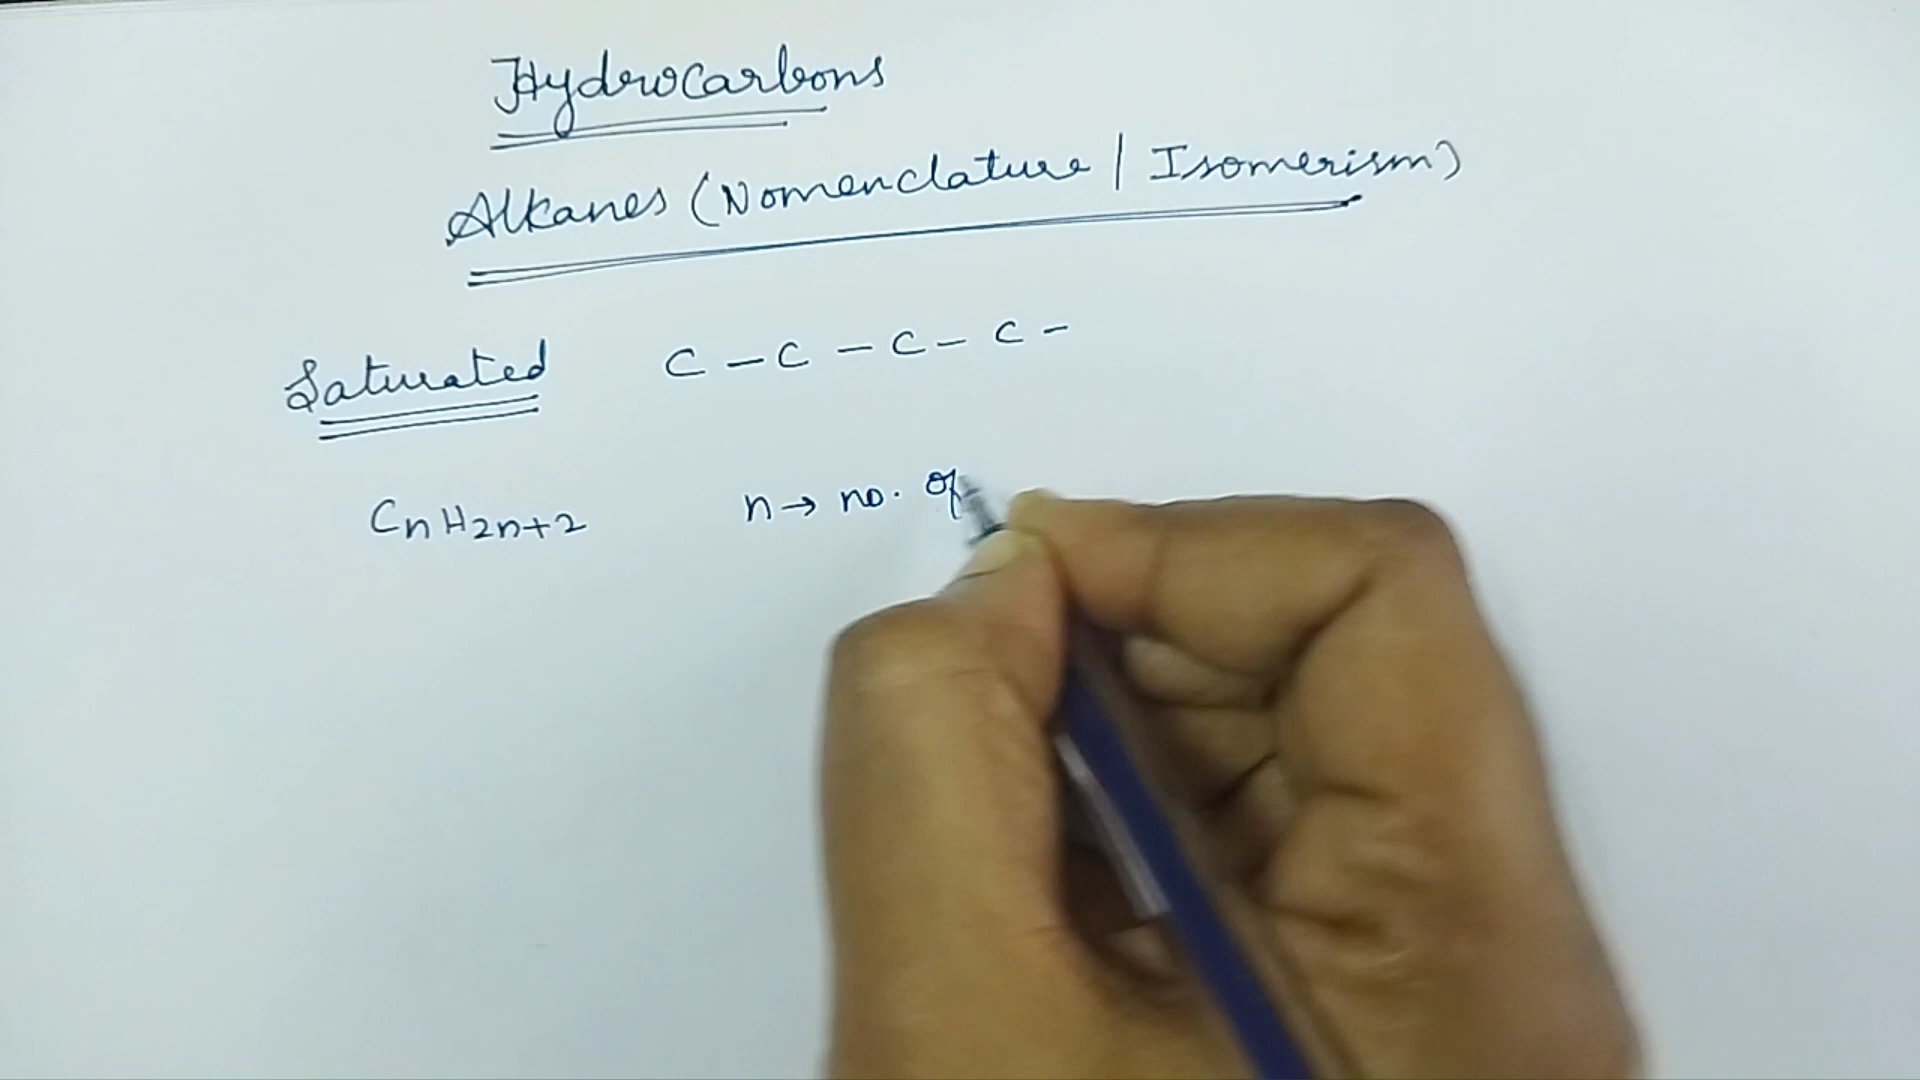 Hydrocarbons
Alkanes (Nomenclature | Isomerism)
Saturated C - C - C - C -
CnH2n+2 n → no. of